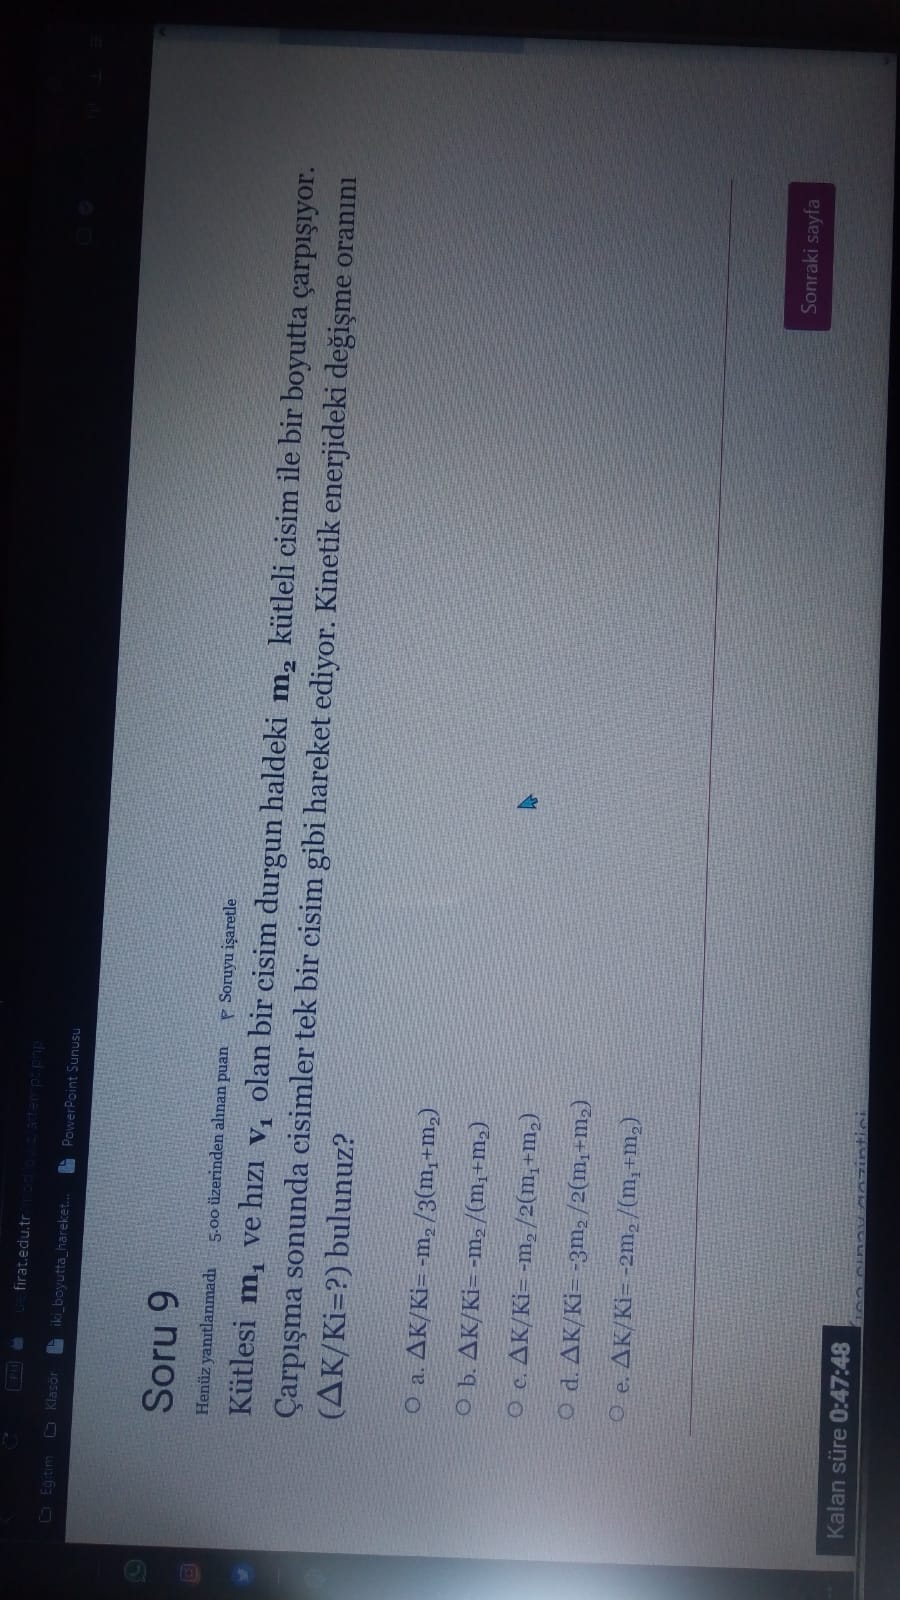 firat.edu.tr
Eğitim
Klasör
iki_boyutta_hareket...
PowerPoint Sunusu
Soru 9
Henüz yanıtlanmadı
5.00 üzerinden alınan puan
Soruyu işaretle
Kütlesi m₁ ve hızı v₁ olan bir cisim durgun haldeki m₂ kütleli cisim ile bir boyutta çarpışıyor.
Çarpışma sonunda cisimler tek bir cisim gibi hareket ediyor. Kinetik enerjideki değişme oranını
(ΔK/Ki=?) bulunuz?
a. ΔK/Ki= -m₂/3(m₁+m₂)
b. ΔK/Ki= -m₂/(m₁+m₂)
c. ΔK/Ki= -m₂/2(m₁+m₂)
d. ΔK/Ki= -3m₂/2(m₁+m₂)
e. ΔK/Ki= -2m₂/(m₁+m₂)
Sonraki sayfa
Kalan süre 0:47:48